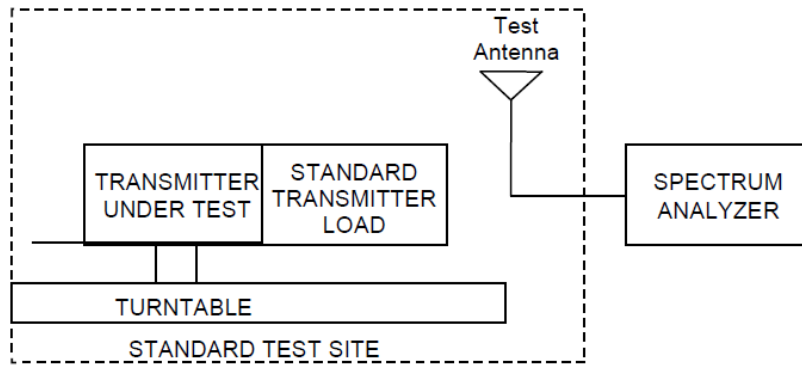 Test
Antenna
TRANSMITTER
UNDER TEST
STANDARD
TRANSMITTER
LOAD
SPECTRUM
ANALYZER
TURNTABLE
STANDARD TEST SITE